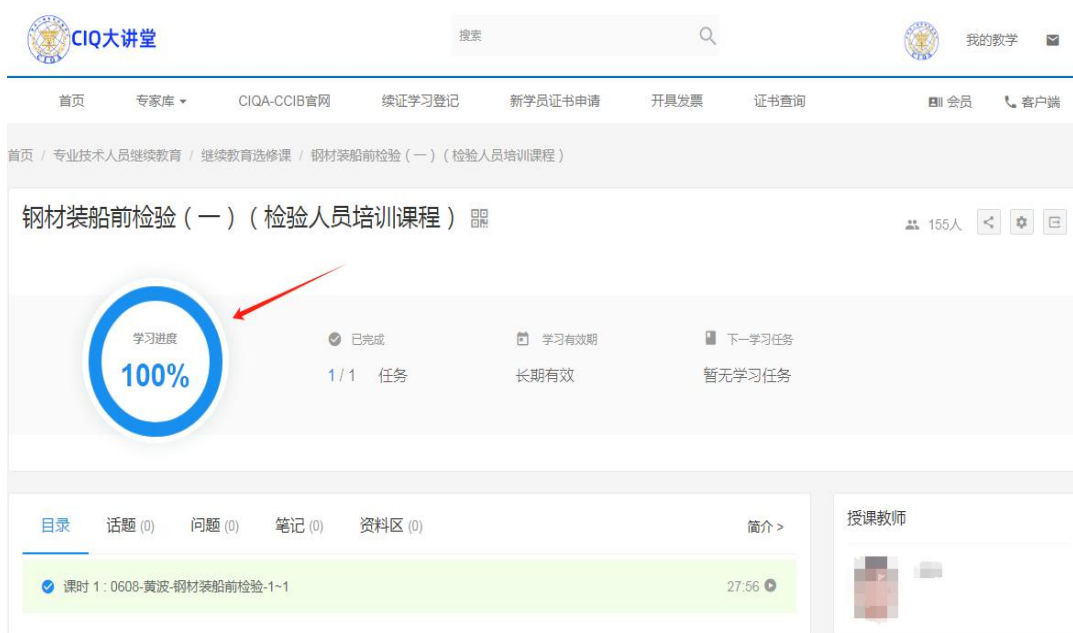 CIQ大讲堂 搜索 我的教学
首页 专家库 CIQA-CCIB官网 续证学习登记 新学员证书申请 开具发票 证书查询 会员 客户端
首页 / 专业技术人员继续教育 / 继续教育选修课 / 钢材装船前检验(一)(检验人员培训课程)
钢材装船前检验(一)(检验人员培训课程)
155人
学习进度 已完成 学习有效期 下一学习任务
100% 1 / 1 任务 长期有效 暂无学习任务
目录 话题 (0) 问题 (0) 笔记 (0) 资料区 (0) 简介 >
授课教师
课时 1 : 0608-黄波-钢材装船前检验-1~1 27:56